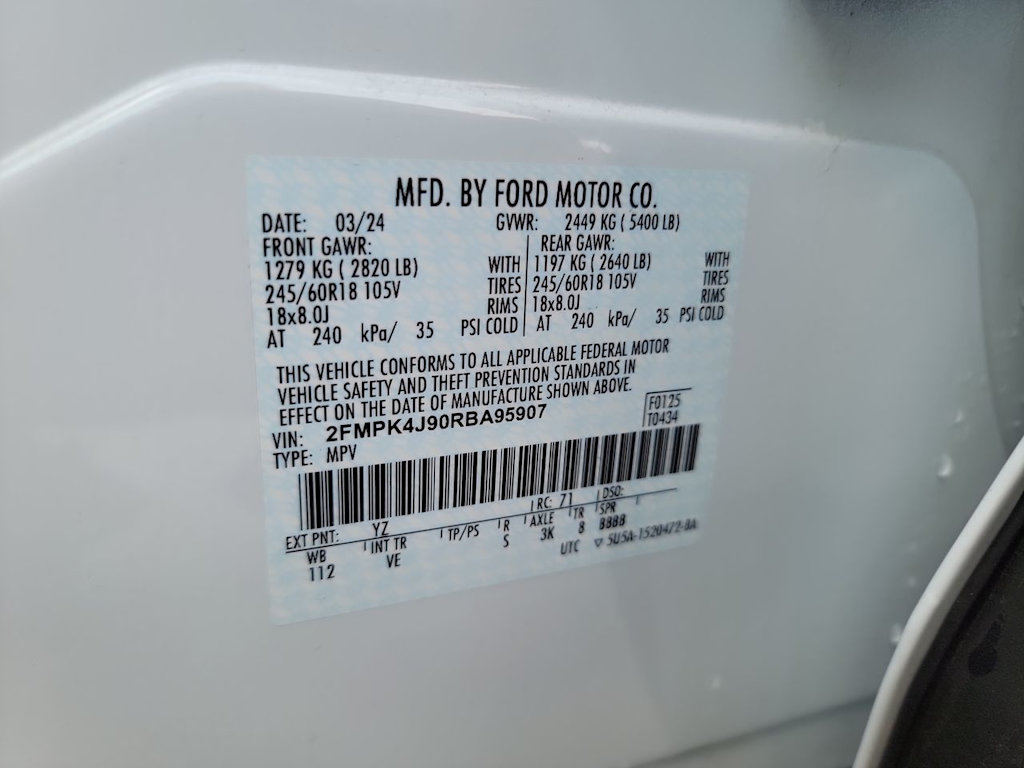 MFD. BY FORD MOTOR CO.
DATE: 03/24 GVWR: 2449 KG ( 5400 LB)
FRONT GAWR: REAR GAWR:
1279 KG ( 2820 LB) WITH 1197 KG ( 2640 LB) WITH
245/60R18 105V TIRES 245/60R18 105V TIRES
18x8.0J RIMS 18x8.0J RIMS
AT 240 kPa/ 35 PSI COLD AT 240 kPa/ 35 PSI COLD
THIS VEHICLE CONFORMS TO ALL APPLICABLE FEDERAL MOTOR
VEHICLE SAFETY AND THEFT PREVENTION STANDARDS IN
EFFECT ON THE DATE OF MANUFACTURE SHOWN ABOVE.
VIN: 2FMPK4J90RBA95907 F0125
TYPE: MPV T0434
EXT PNT: YZ RC: 71 DSO:
WB INT TR TP/PS R AXLE TR SPR
112 VE S 3K 8 BBBB
UTC ▽ 5U5A-1520472-BA